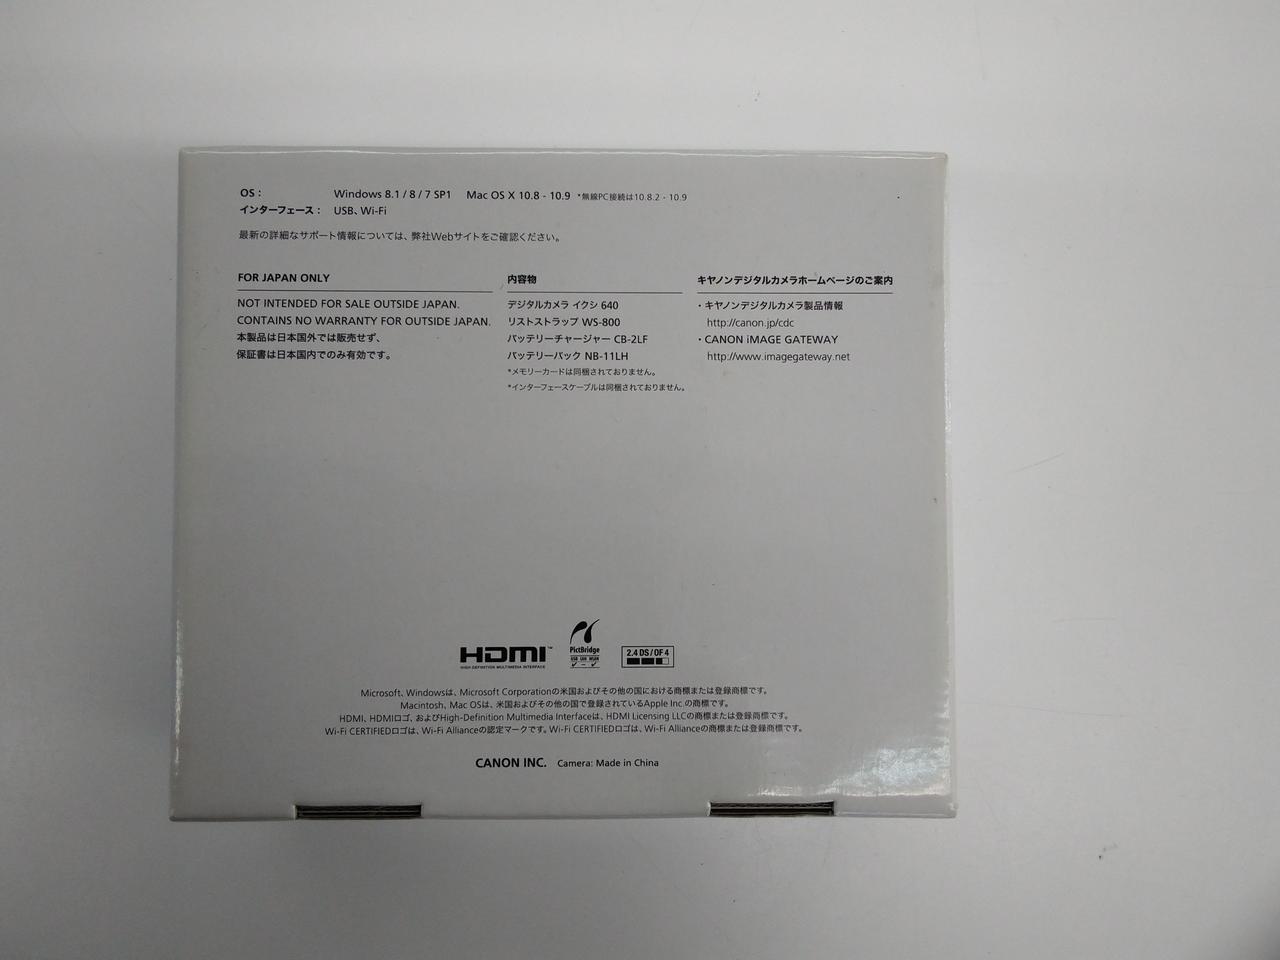 OS： Windows 8.1 / 8 / 7 SP1 Mac OS X 10.8 - 10.9 *無線PC接続は10.8.2 - 10.9
インターフェース： USB、Wi-Fi
最新の詳細なサポート情報については、弊社Webサイトをご確認ください。
FOR JAPAN ONLY
NOT INTENDED FOR SALE OUTSIDE JAPAN.
CONTAINS NO WARRANTY FOR OUTSIDE JAPAN.
本製品は日本国外では販売せず、
保証書は日本国内でのみ有効です。
内容物
デジタルカメラ イクシ 640
リストストラップ WS-800
バッテリーチャージャー CB-2LF
バッテリーパック NB-11LH
*メモリーカードは同梱されておりません。
*インターフェースケーブルは同梱されておりません。
キヤノンデジタルカメラホームページのご案内
・キヤノンデジタルカメラ製品情報
http://canon.jp/cdc
・CANON iMAGE GATEWAY
http://www.imagegateway.net
HDMI™
HIGH-DEFINITION MULTIMEDIA INTERFACE
PictBridge
USB LAN WLAN
✓ – ✓
2.4 DS/OF 4
Microsoft、Windowsは、Microsoft Corporationの米国およびその他の国における商標または登録商標です。
Macintosh、Mac OSは、米国およびその他の国で登録されているApple Inc.の商標です。
HDMI、HDMIロゴ、およびHigh-Definition Multimedia Interfaceは、HDMI Licensing LLCの商標または登録商標です。
Wi-Fi CERTIFIEDロゴは、Wi-Fi Allianceの認定マークです。Wi-Fi CERTIFIEDロゴは、Wi-Fi Allianceの商標または登録商標です。
CANON INC. Camera: Made in China